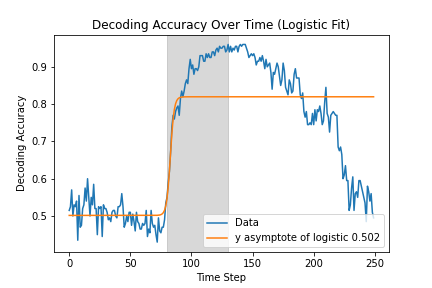 Decoding Accuracy Over Time (Logistic Fit)
Decoding Accuracy
0.9
0.8
0.7
0.6
0.5
Data
y asymptote of logistic 0.502
0 50 100 150 200 250
Time Step